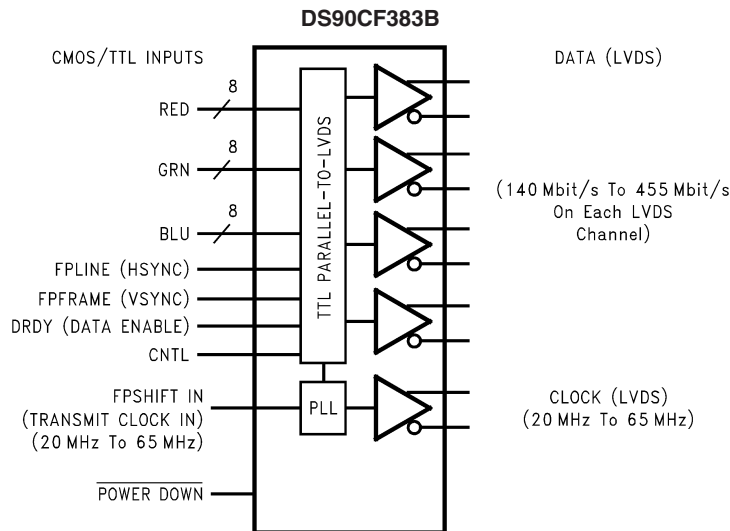 DS90CF383B
CMOS/TTL INPUTS
DATA (LVDS)
RED
8
GRN
8
BLU
8
FPLINE (HSYNC)
FPFRAME (VSYNC)
DRDY (DATA ENABLE)
CNTL
TTL PARALLEL-TO-LVDS
(140 Mbit/s To 455 Mbit/s
On Each LVDS
Channel)
FPSHIFT IN
(TRANSMIT CLOCK IN)
(20 MHz To 65 MHz)
PLL
CLOCK (LVDS)
(20 MHz To 65 MHz)
POWER DOWN